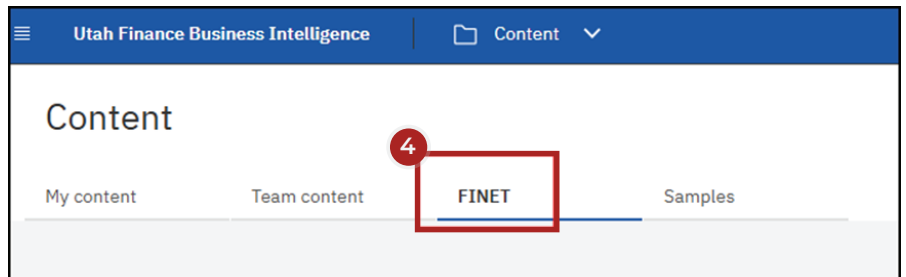 Utah Finance Business Intelligence Content
Content
4
My content Team content FINET Samples